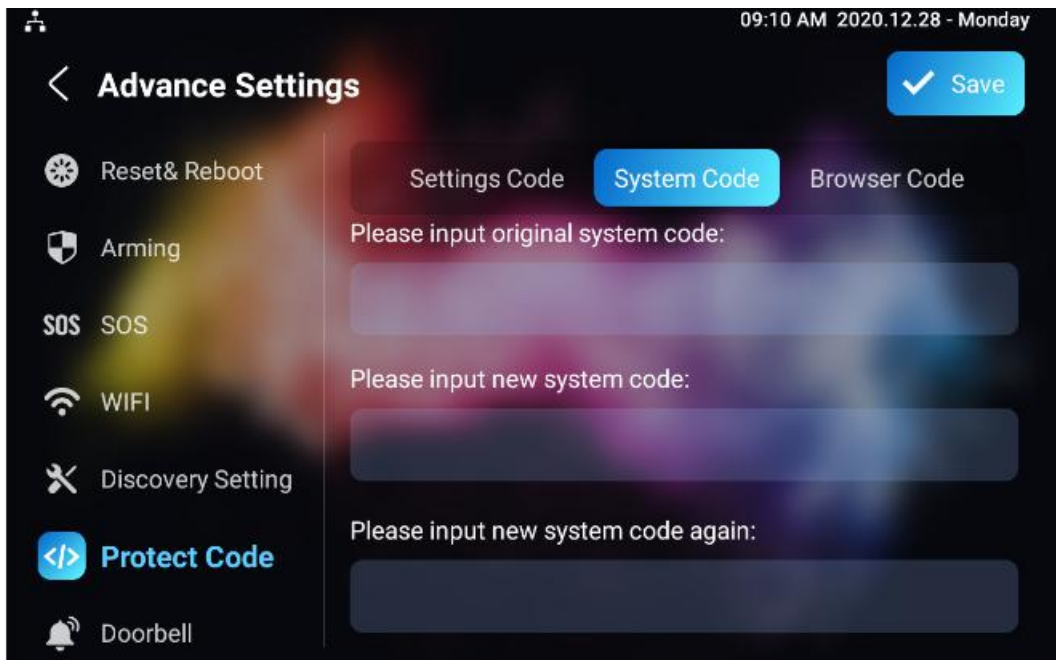 09:10 AM 2020.12.28 - Monday
Advance Settings
Save
Reset& Reboot
Arming
SOS SOS
WIFI
Discovery Setting
</> Protect Code
Doorbell
Settings Code System Code Browser Code
Please input original system code:
Please input new system code:
Please input new system code again: